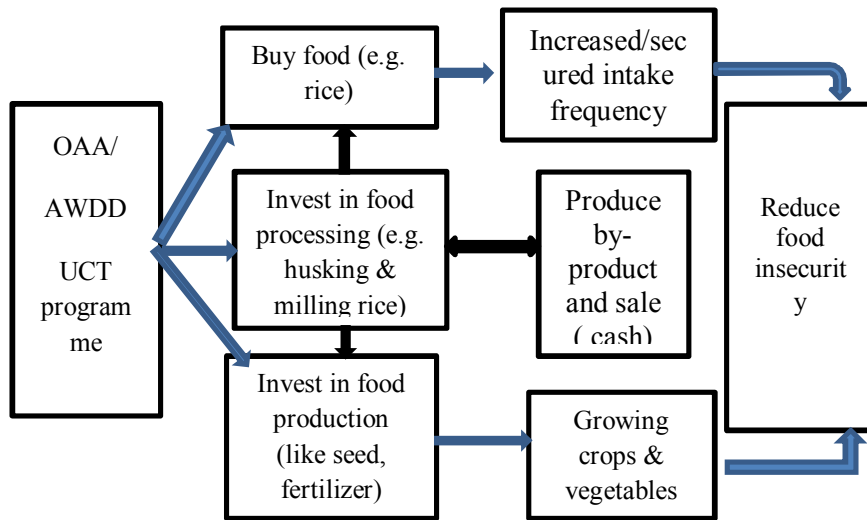 OAA/
AWDD
UCT
program
me
Buy food (e.g.
rice)
Increased/sec
ured intake
frequency
Invest in food
processing (e.g.
husking &
milling rice)
Produce
by-
product
and sale
( cash)
Reduce
food
insecurit
y
Invest in food
production
(like seed,
fertilizer)
Growing
crops &
vegetables